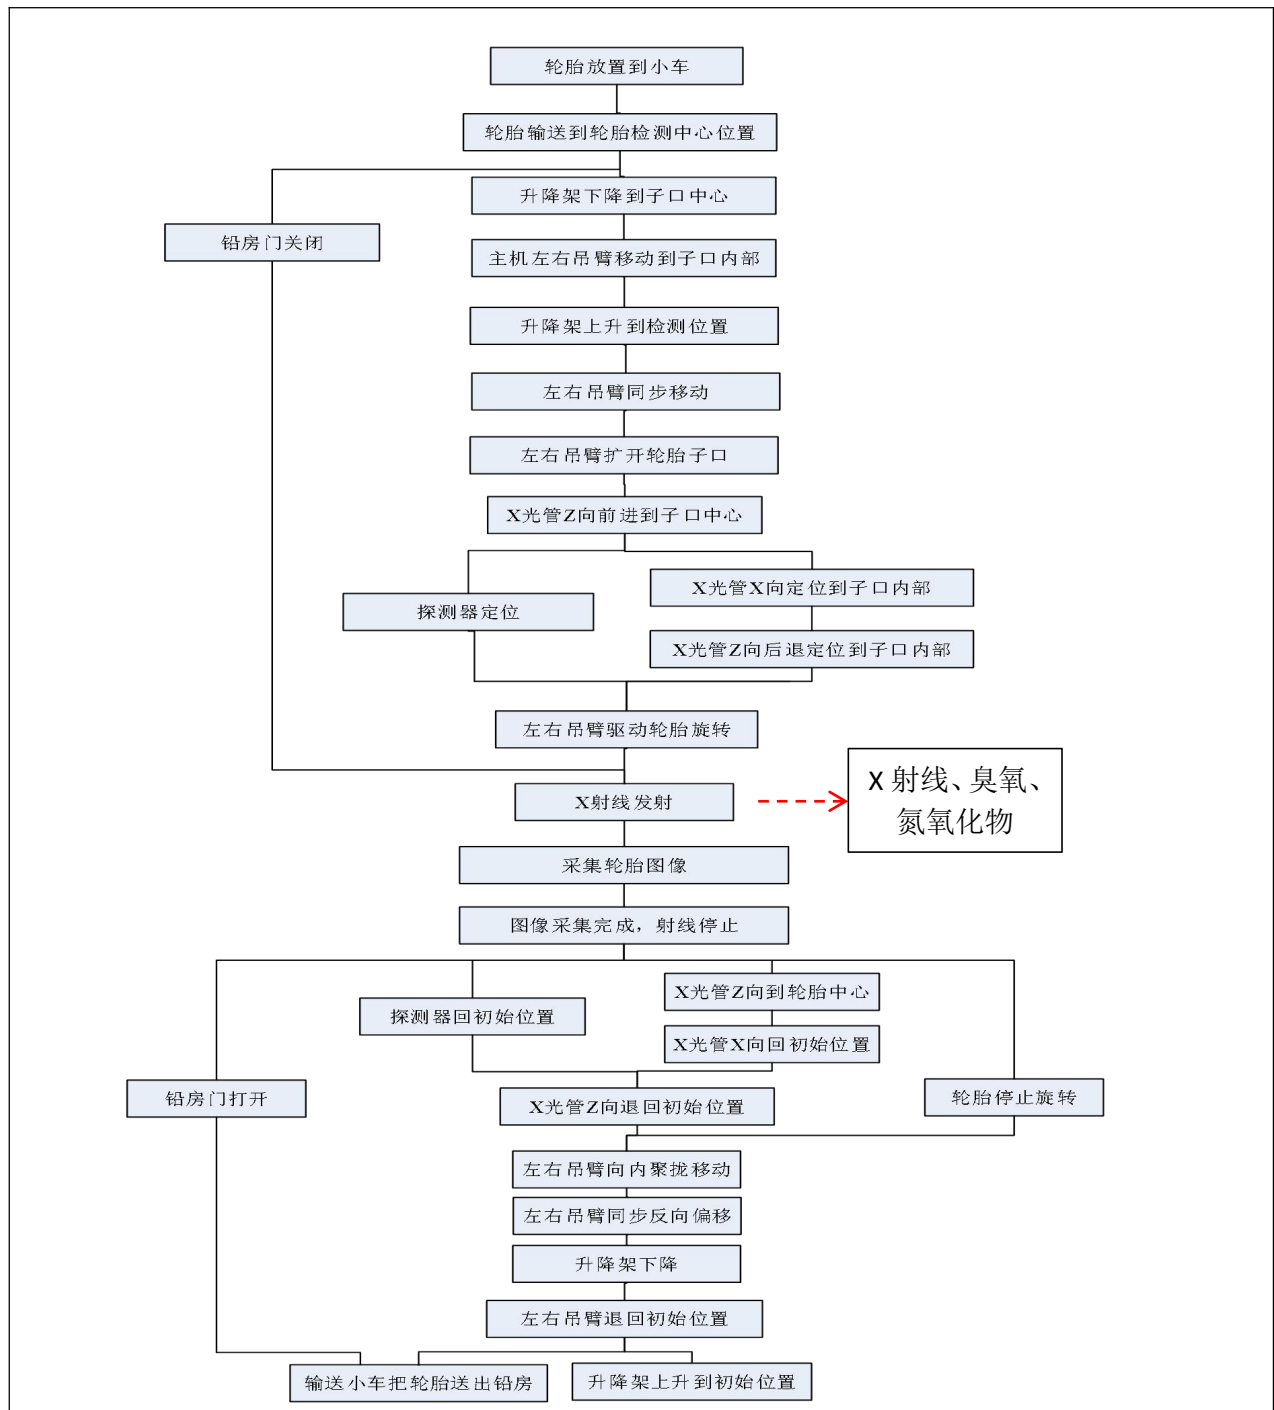 轮胎放置到小车
轮胎输送到轮胎检测中心位置
升降架下降到子口中心
铅房门关闭
主机左右吊臂移动到子口内部
升降架上升到检测位置
左右吊臂同步移动
左右吊臂扩开轮胎子口
X光管Z向前进到子口中心
X光管X向定位到子口内部
探测器定位
X光管Z向后退定位到子口内部
左右吊臂驱动轮胎旋转
X射线发射
X 射线、臭氧、
氮氧化物
采集轮胎图像
图像采集完成，射线停止
X光管Z向到轮胎中心
探测器回初始位置
X光管X向回初始位置
铅房门打开
X光管Z向退回初始位置
轮胎停止旋转
左右吊臂向内聚拢移动
左右吊臂同步反向偏移
升降架下降
左右吊臂退回初始位置
输送小车把轮胎送出铅房
升降架上升到初始位置